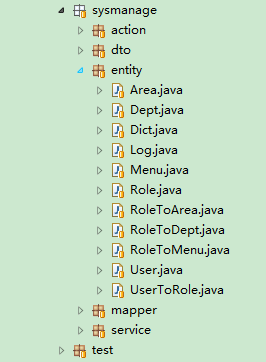 sysmanage
action
dto
entity
Area.java
Dept.java
Dict.java
Log.java
Menu.java
Role.java
RoleToArea.java
RoleToDept.java
RoleToMenu.java
User.java
UserToRole.java
mapper
service
test